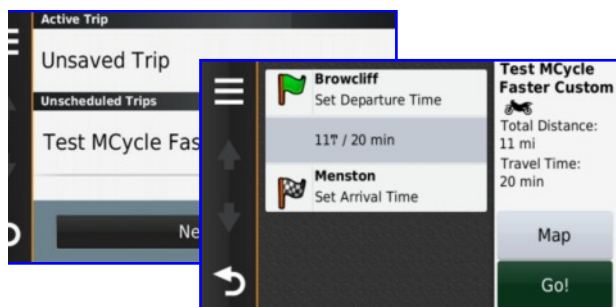 Active Trip
Unsaved Trip
Unscheduled Trips
Test MCycle Fas
Ne
Browcliff
Set Departure Time
11₥ / 20 min
Menston
Set Arrival Time
Test MCycle
Faster Custom
Total Distance:
11 mi
Travel Time:
20 min
Map
Go!